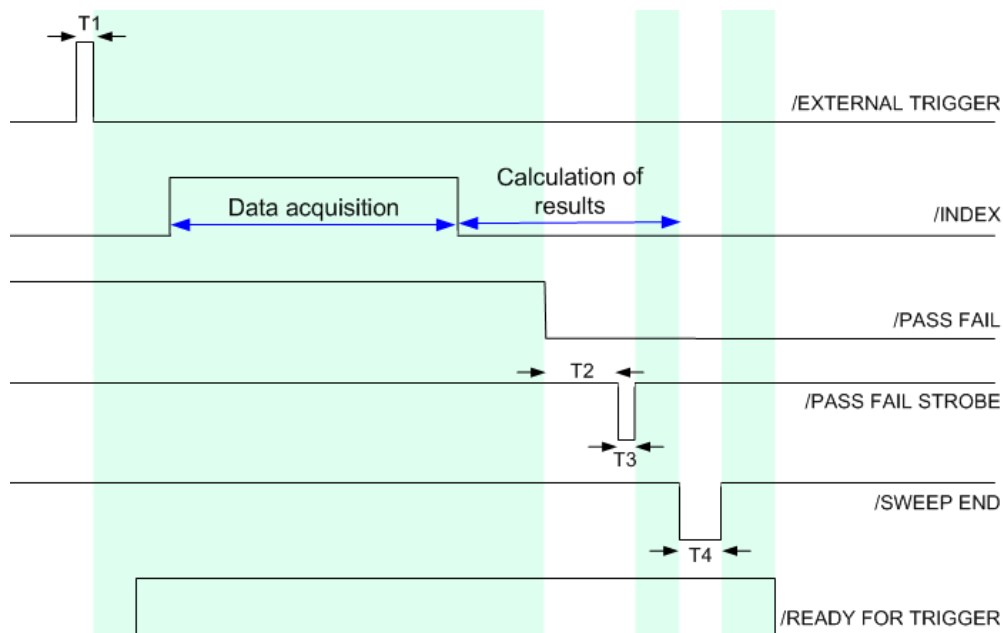 T1
/EXTERNAL TRIGGER
Calculation of
results
Data acquisition
/INDEX
/PASS FAIL
T2
/PASS FAIL STROBE
T3
/SWEEP END
T4
/READY FOR TRIGGER